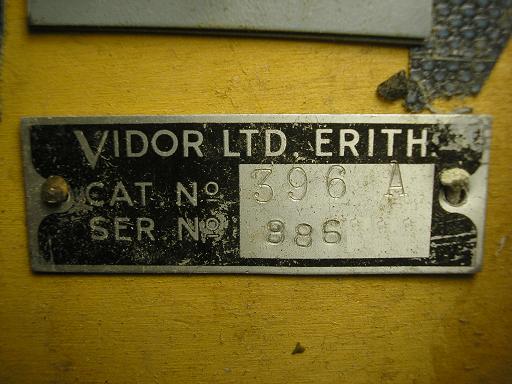 VIDOR LTD. ERITH.
CAT. No 396 A
SER. No 886